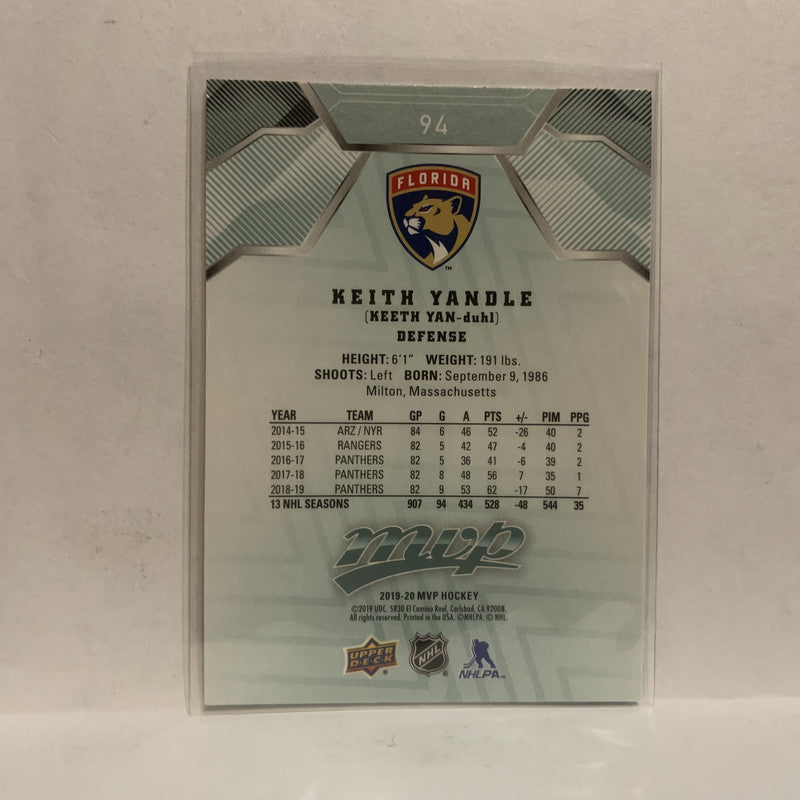 94
FLORIDA
TM
KEITH YANDLE
(KEETH YAN-duhl)
DEFENSE
HEIGHT: 6'1" WEIGHT: 191 lbs.
SHOOTS: Left BORN: September 9, 1986
Milton, Massachusetts
YEAR TEAM GP G A PTS +/- PIM PPG
2014-15 ARZ / NYR 84 6 46 52 -26 40 2
2015-16 RANGERS 82 5 42 47 -4 40 2
2016-17 PANTHERS 82 5 36 41 -6 39 2
2017-18 PANTHERS 82 8 48 56 7 35 1
2018-19 PANTHERS 82 9 53 62 -17 50 7
13 NHL SEASONS 907 94 434 528 -48 544 35
mvp
2019-20 MVP HOCKEY
©2019 UDC. 5830 El Camino Real, Carlsbad, CA 92008.
All rights reserved. Printed in the USA. ©NHLPA. © NHL.
UPPER DECK ® NHL ® NHLPA™